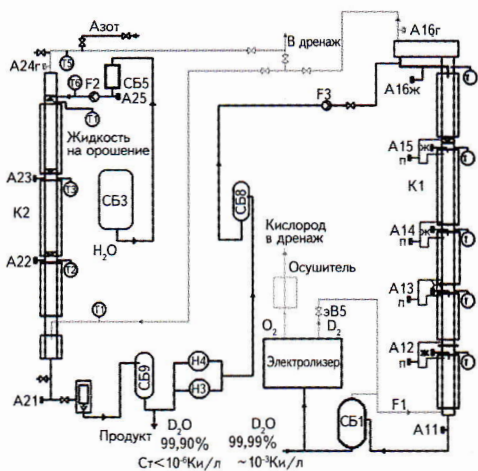 Азот
А24г
Т5
Т6
F2
СБ5
А25
Т1
Жидкость
на орошение
А23
К2
Т3
СБ3
А22
Т2
H₂O
Т1
А21
СБ9
Н4
Н3
Продукт
D₂O
99,90%
Ст<10⁻⁶Ки/л
D₂O
99,99%
~10⁻³Ки/л
В дренаж
А16г
F3
А16ж
Т
А15
ж
п
Т
К1
СБ8
Кислород
в дренаж
А14
ж
п
Т
Осушитель
А13
ж
л
Т
эВ5
O₂
D₂
Электролизер
А12
ж
п
Т
СБ1
F1
А11